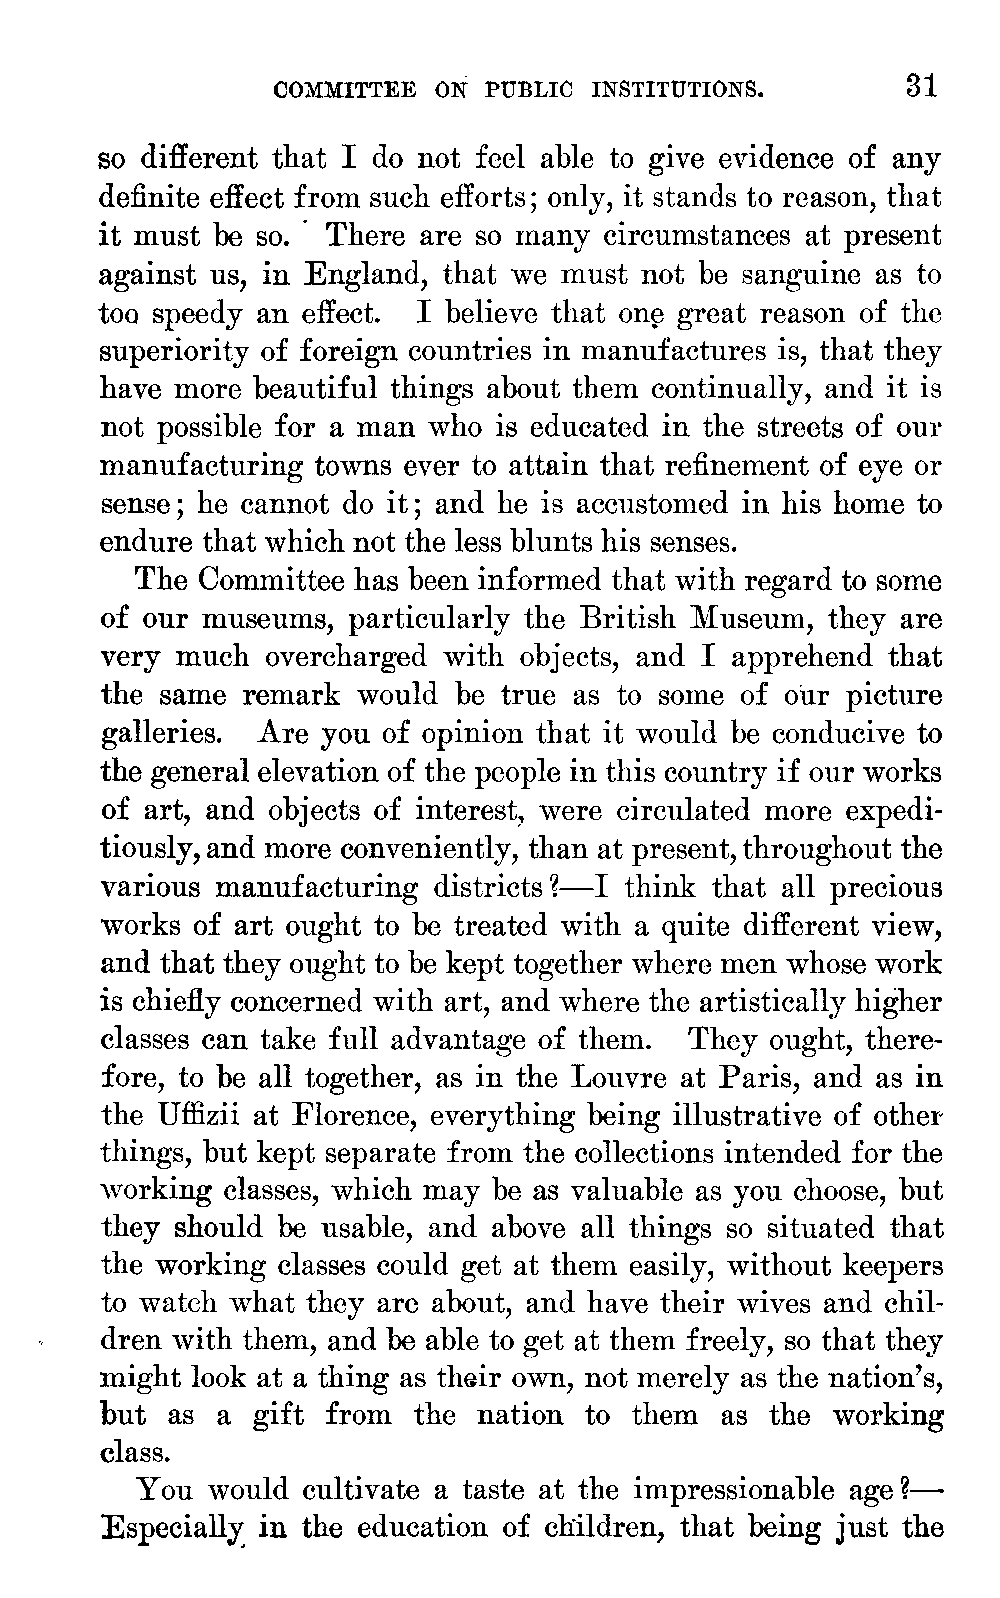 COMMITTEE ON PUBLIC INSTITUTIONS. 31
so different that I do not feel able to give evidence of any
definite effect from such efforts; only, it stands to reason, that
it must be so. There are so many circumstances at present
against us, in England, that we must not be sanguine as to
too speedy an effect. I believe that one great reason of the
superiority of foreign countries in manufactures is, that they
have more beautiful things about them continually, and it is
not possible for a man who is educated in the streets of our
manufacturing towns ever to attain that refinement of eye or
sense; he cannot do it; and he is accustomed in his home to
endure that which not the less blunts his senses.
The Committee has been informed that with regard to some
of our museums, particularly the British Museum, they are
very much overcharged with objects, and I apprehend that
the same remark would be true as to some of our picture
galleries. Are you of opinion that it would be conducive to
the general elevation of the people in this country if our works
of art, and objects of interest, were circulated more expedi-
tiously, and more conveniently, than at present, throughout the
various manufacturing districts?—I think that all precious
works of art ought to be treated with a quite different view,
and that they ought to be kept together where men whose work
is chiefly concerned with art, and where the artistically higher
classes can take full advantage of them. They ought, there-
fore, to be all together, as in the Louvre at Paris, and as in
the Uffizii at Florence, everything being illustrative of other
things, but kept separate from the collections intended for the
working classes, which may be as valuable as you choose, but
they should be usable, and above all things so situated that
the working classes could get at them easily, without keepers
to watch what they are about, and have their wives and chil-
dren with them, and be able to get at them freely, so that they
might look at a thing as their own, not merely as the nation's,
but as a gift from the nation to them as the working
class.
You would cultivate a taste at the impressionable age?—
Especially in the education of children, that being just the